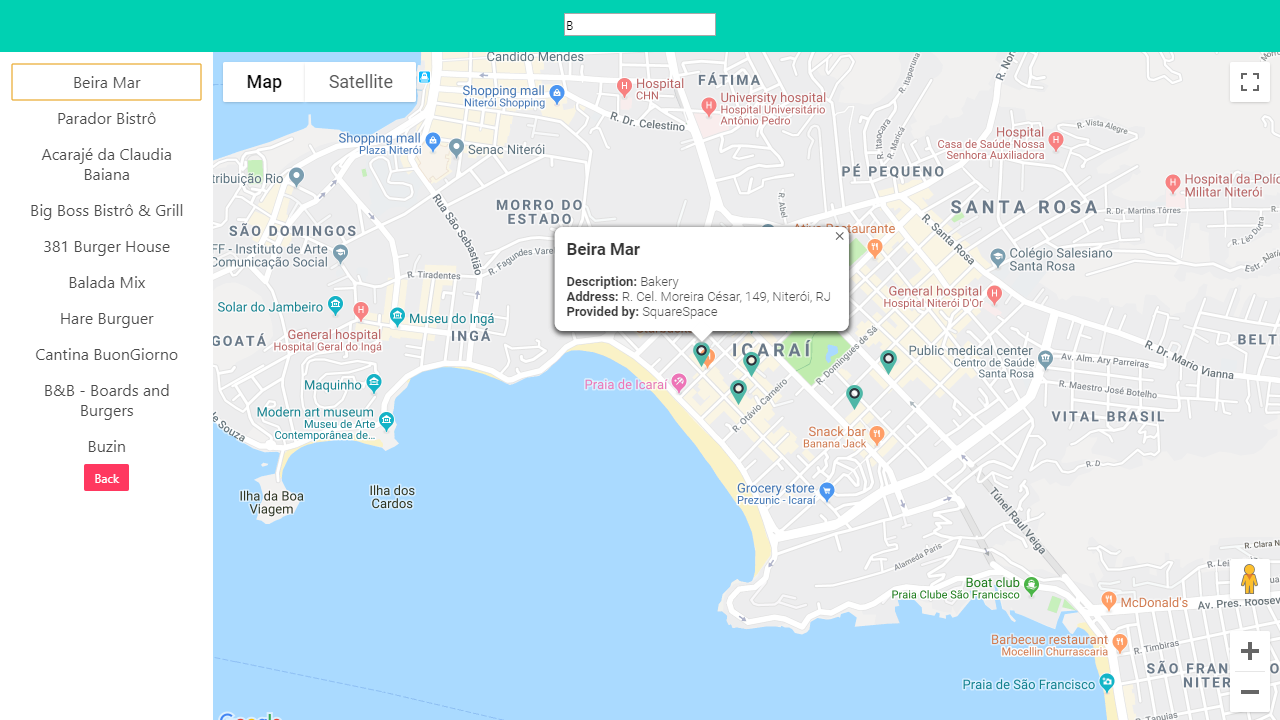 B
Beira Mar
Parador Bistrô
Acarajé da Claudia
Baiana
Big Boss Bistrô & Grill
381 Burger House
Balada Mix
Hare Burguer
Cantina BuonGiorno
B&B - Boards and
Burgers
Buzin
Back
Map
Satellite
Candido Mendes
Shopping mall
Niterói Shopping
Hospital
CHN
FÁTIMA
University hospital
Hospital Universitário
Antônio Pedro
R. Dr. Celestino
Shopping mall
Plaza Niterói
Senac Niterói
tribuição Rio
R. Itapocara
R. Maricá
Hospital
Casa de Saúde Nossa
Senhora Auxiliadora
R. Vista Alegre
PÉ PEQUENO
Hospital da Políc
Militar Niterói
MORRO DO
ESTADO
Rua São Sebastião
R. Abel
SANTA ROSA
R. Dr. Martins Tôrres
R. Léo Dura
SÃO DOMINGOS
FF - Instituto de Arte
Comunicação Social
R. Fagundes Vare
R. Tiradentes
R. Santa Rosa
Colégio Salesiano
Santa Rosa
Beira Mar
Description: Bakery
Address: R. Cel. Moreira César, 149, Niterói, RJ
Provided by: SquareSpace
General hospital
Hospital Niterói D'Or
Solar do Jambeiro
Museu do Ingá
General hospital
Hospital Geral do Ingá
INGÁ
GOATÁ
ICARAÍ
R. Domingues de Sá
R. Otávio Carneiro
Public medical center
Centro de Saúde
Santa Rosa
Av. Alm. Ary Parreiras
R. Dr. Mario Vianna
BELT
R. Maestro José Botelho
VITAL BRASIL
Maquinho
Praia de Icaraí
Modern art museum
Museu de Arte
Contemporânea de...
Snack bar
Banana Jack
R. D
Ilha da Boa
Viagem
Ilha dos
Cardos
Grocery store
Prezunic - Icaraí
Túnel Raul Veiga
Alameda Paris
R. Clara N
Boat club
Praia Clube São Francisco
McDonald's
Av. Pres. Roosev
Barbecue restaurant
Mocellin Churrascaria
R. Timbiras
SÃO FRAN
NITER
Praia de São Francisco
Google